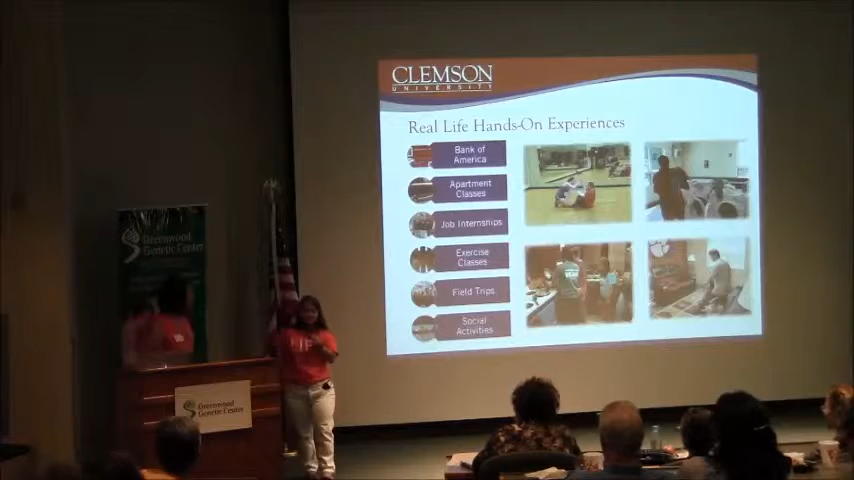 CLEMSON
UNIVERSITY
Real Life Hands-On Experiences
Bank of
America
Apartment
Classes
Job Internships
Exercise
Classes
Field Trips
Social
Activities
Greenwood
Genetic Center
Greenwood
Genetic Center